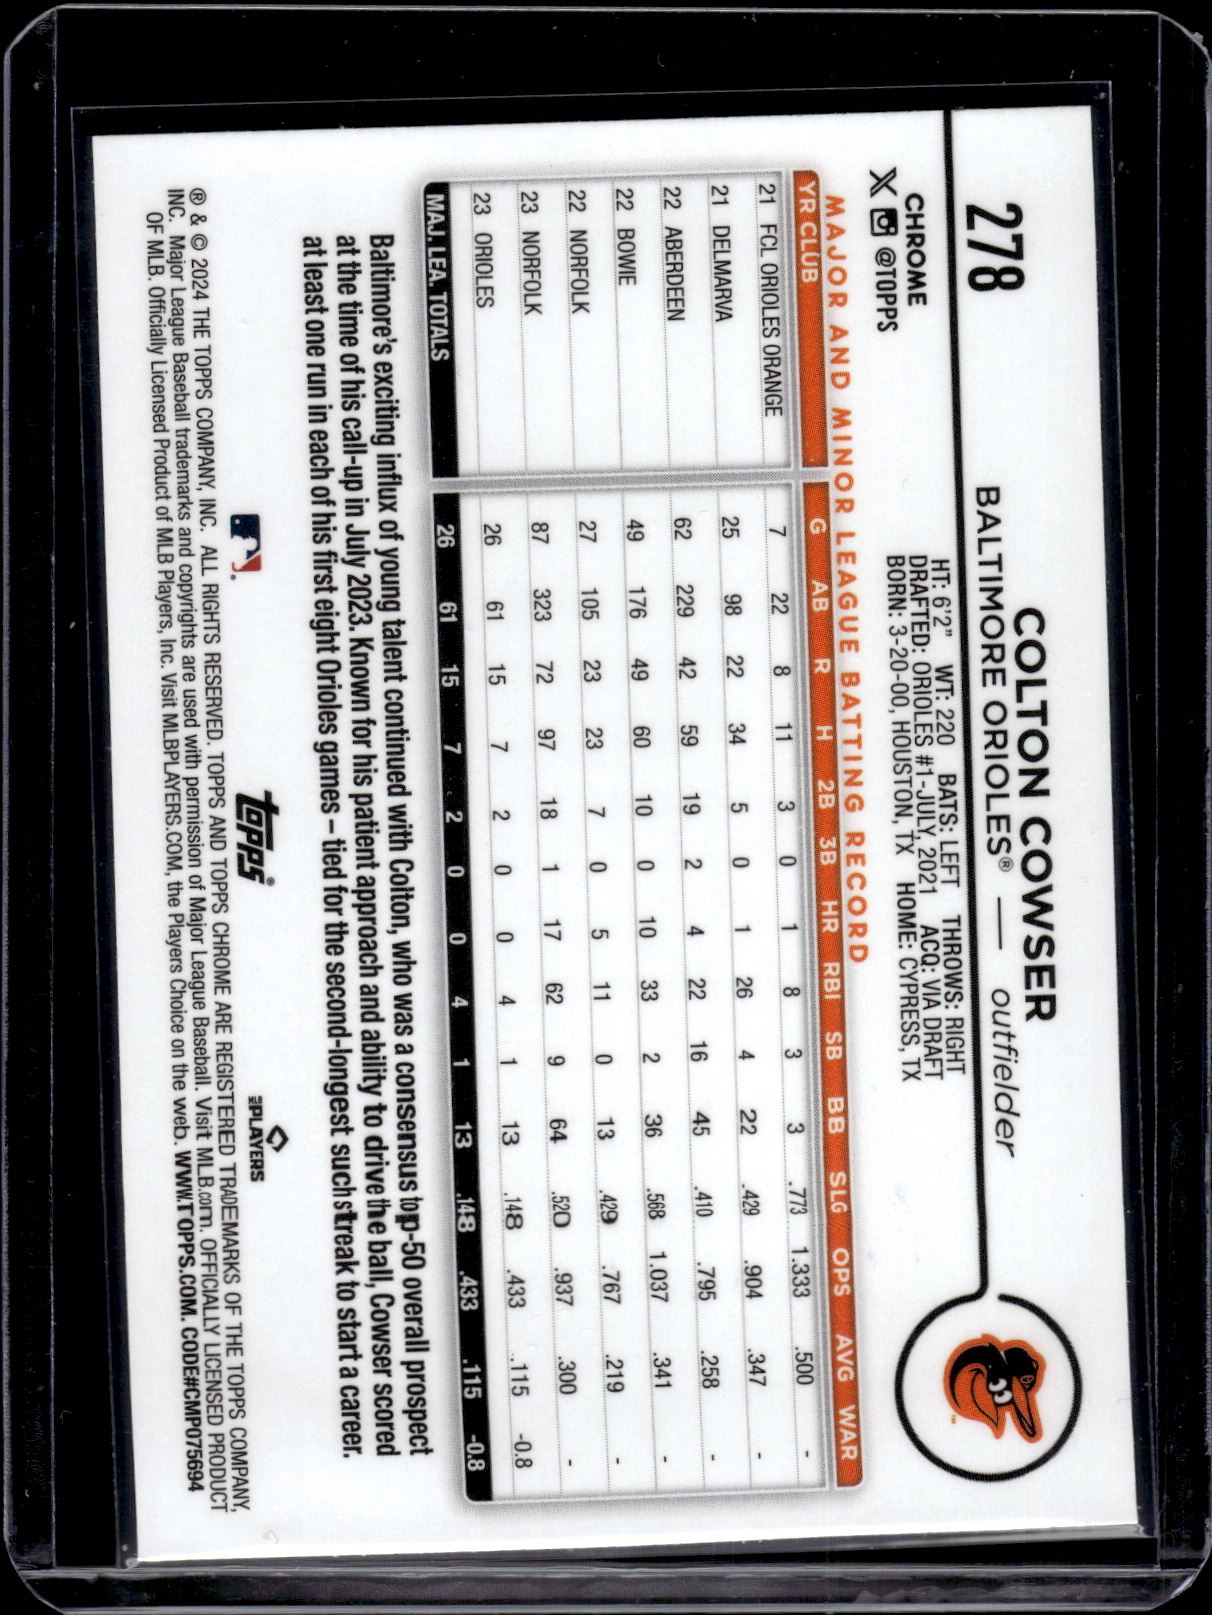 278
COLTON COWSER
BALTIMORE ORIOLES® — outfielder
CHROME
X @TOPPS
HT: 6'2" WT: 220 BATS: LEFT THROWS: RIGHT
DRAFTED: ORIOLES #1-JULY, 2021 ACQ: VIA DRAFT
BORN: 3-20-00, HOUSTON, TX HOME: CYPRESS, TX
MAJOR AND MINOR LEAGUE BATTING RECORD
YR CLUB G AB R H 2B 3B HR RBI SB BB SLG OPS AVG WAR
21 FCL ORIOLES ORANGE 7 22 8 11 3 0 1 8 3 3 .773 1.333 .500 -
21 DELMARVA 25 98 22 34 5 0 1 26 4 22 .429 .904 .347 -
22 ABERDEEN 62 229 42 59 19 2 4 22 16 45 .410 .795 .258 -
22 BOWIE 49 176 49 60 10 0 10 33 2 36 .568 1.037 .341 -
22 NORFOLK 27 105 23 23 7 0 5 11 0 13 .429 .767 .219 -
23 NORFOLK 87 323 72 97 18 1 17 62 9 64 .520 .937 .300 -
23 ORIOLES 26 61 15 7 2 0 0 4 1 13 .148 .433 .115 -0.8
MAJ. LEA. TOTALS 26 61 15 7 2 0 0 4 1 13 .148 .433 .115 -0.8
Baltimore's exciting influx of young talent continued with Colton, who was a consensus top-50 overall prospect
at the time of his call-up in July 2023. Known for his patient approach and ability to drive the ball, Cowser scored
at least one run in each of his first eight Orioles games – tied for the second-longest such streak to start a career.
topps®
MLB PLAYERS
® & © 2024 THE TOPPS COMPANY, INC. ALL RIGHTS RESERVED. TOPPS AND TOPPS CHROME ARE REGISTERED TRADEMARKS OF THE TOPPS COMPANY,
INC. Major League Baseball trademarks and copyrights are used with permission of Major League Baseball. Visit MLB.com. OFFICIALLY LICENSED PRODUCT
OF MLB. Officially Licensed Product of MLB Players, Inc. Visit MLBPLAYERS.COM, the Players Choice on the web. WWW.TOPPS.COM. CODE#CMP075694